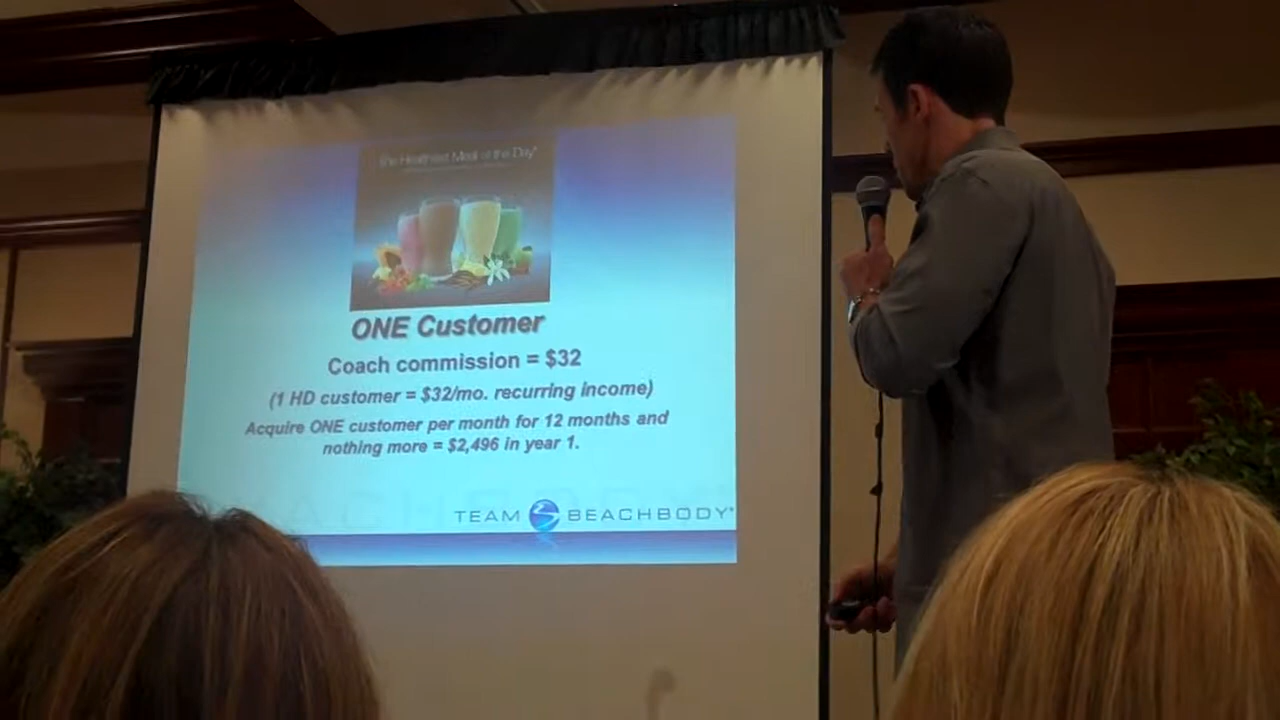 The Healthiest Meal of the Day®
ONE Customer
Coach commission = $32
(1 HD customer = $32/mo. recurring income)
Acquire ONE customer per month for 12 months and
nothing more = $2,496 in year 1.
TEAM BEACHBODY®